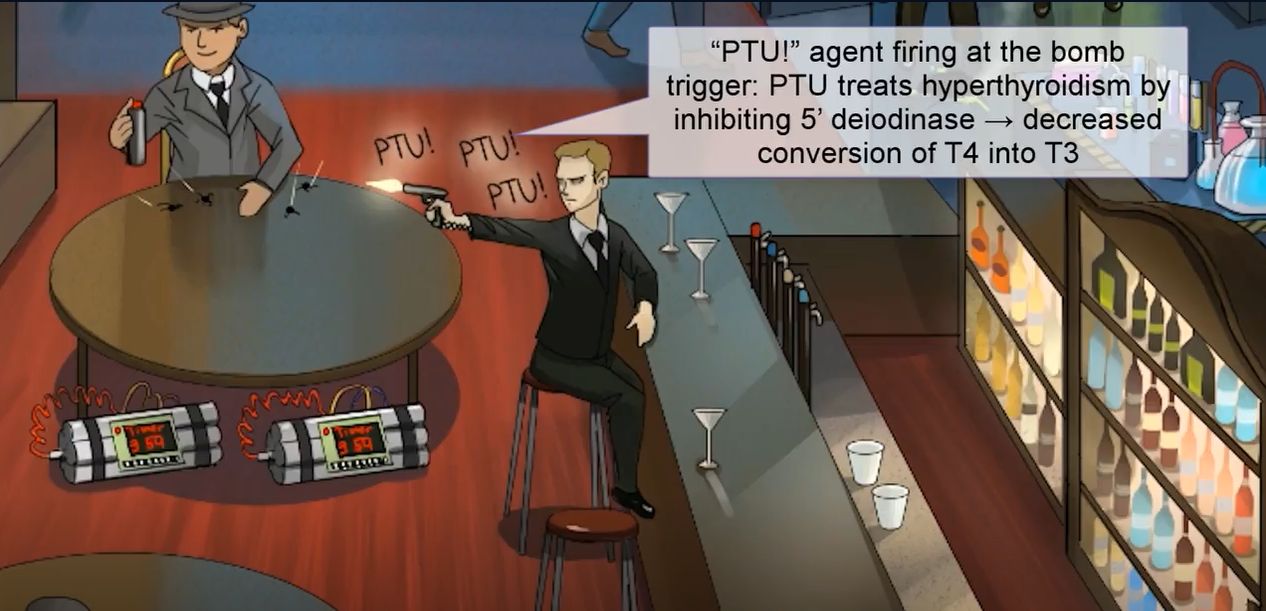 “PTU!” agent firing at the bomb
trigger: PTU treats hyperthyroidism by
inhibiting 5’ deiodinase → decreased
conversion of T4 into T3
PTU!
PTU!
PTU!
Timer
3 59
Timer
3 59